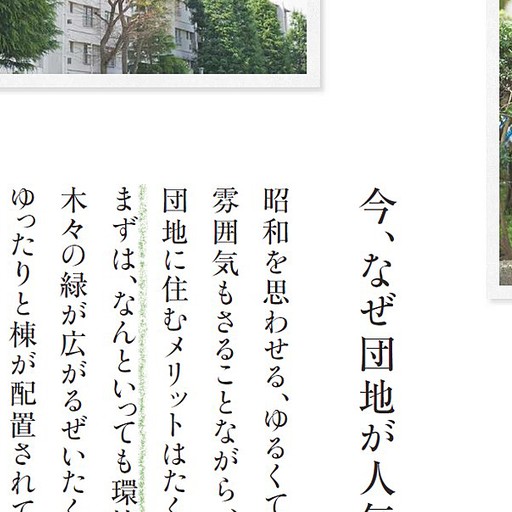 今、なぜ団地が人
昭和を思わせる、ゆるくて
雰囲気もさることながら、
団地に住むメリットはたく
まずは、なんといっても環
木々の緑が広がるぜいたく
ゆったりと棟が配置されて